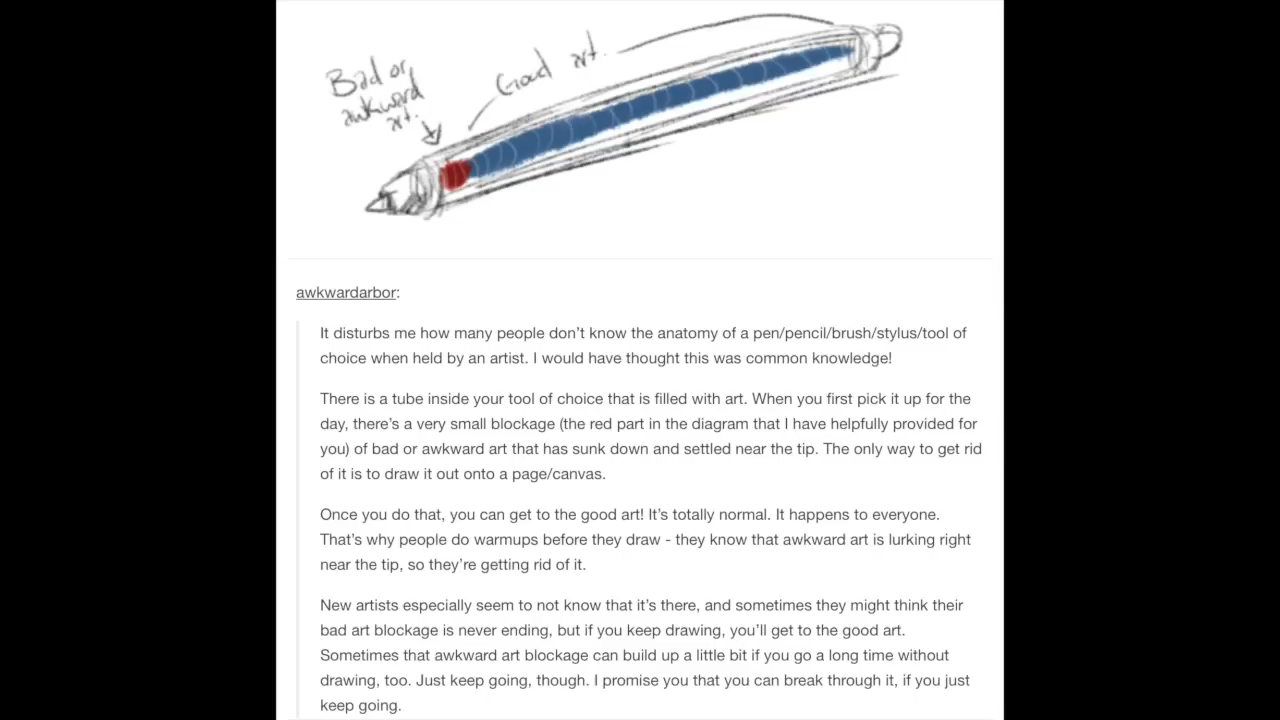 Bad or
awkward
art.
Good art.
awkwardarbor:
It disturbs me how many people don’t know the anatomy of a pen/pencil/brush/stylus/tool of
choice when held by an artist. I would have thought this was common knowledge!
There is a tube inside your tool of choice that is filled with art. When you first pick it up for the
day, there’s a very small blockage (the red part in the diagram that I have helpfully provided for
you) of bad or awkward art that has sunk down and settled near the tip. The only way to get rid
of it is to draw it out onto a page/canvas.
Once you do that, you can get to the good art! It’s totally normal. It happens to everyone.
That’s why people do warmups before they draw - they know that awkward art is lurking right
near the tip, so they’re getting rid of it.
New artists especially seem to not know that it’s there, and sometimes they might think their
bad art blockage is never ending, but if you keep drawing, you’ll get to the good art.
Sometimes that awkward art blockage can build up a little bit if you go a long time without
drawing, too. Just keep going, though. I promise you that you can break through it, if you just
keep going.